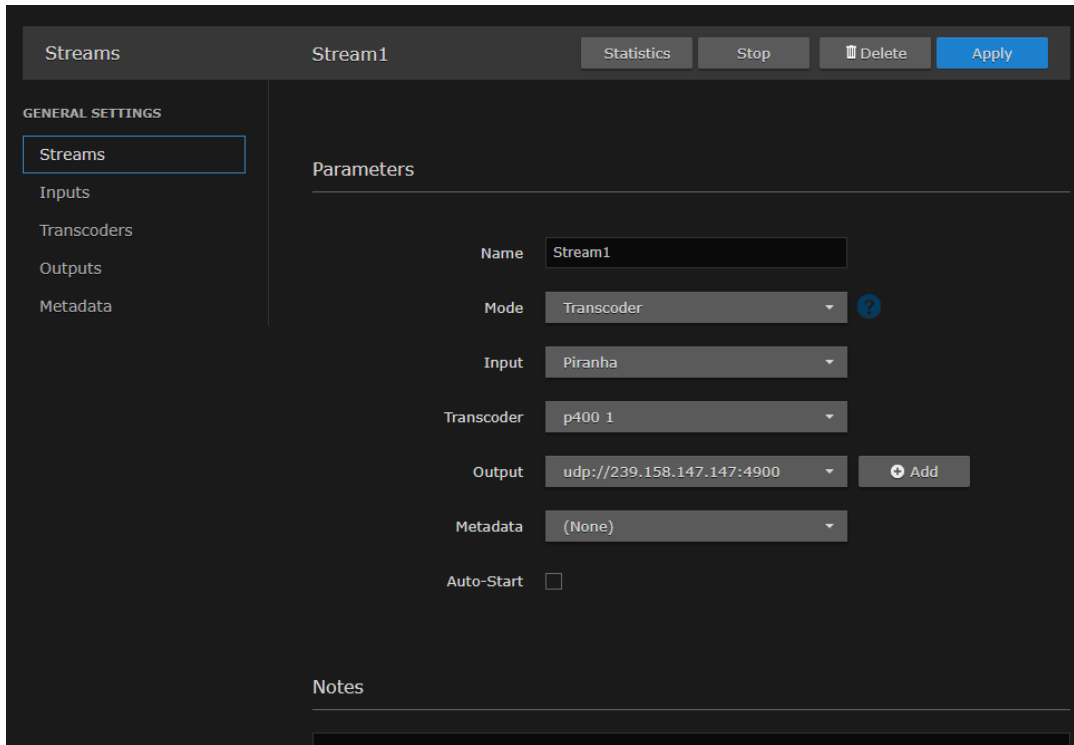 Streams
Stream1
Statistics
Stop
Delete
Apply
GENERAL SETTINGS
Streams
Inputs
Transcoders
Outputs
Metadata
Parameters
Name
Stream1
Mode
Transcoder
?
Input
Piranha
Transcoder
p400 1
Output
udp://239.158.147.147:4900
Add
Metadata
(None)
Auto-Start
Notes